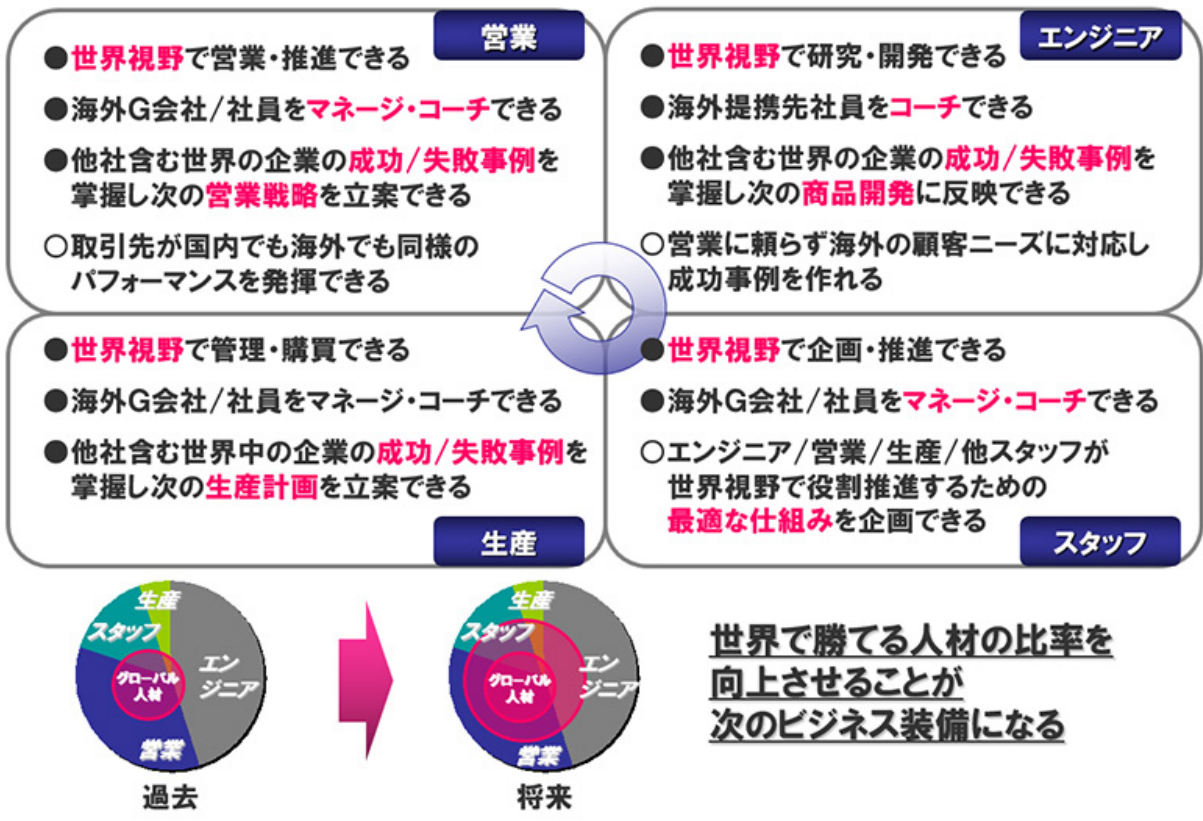 営業
●世界視野で営業・推進できる
●海外G会社/社員をマネージ・コーチできる
●他社含む世界の企業の成功/失敗事例を
掌握し次の営業戦略を立案できる
○取引先が国内でも海外でも同様の
パフォーマンスを発揮できる
エンジニア
●世界視野で研究・開発できる
●海外提携先社員をコーチできる
●他社含む世界の企業の成功/失敗事例を
掌握し次の商品開発に反映できる
○営業に頼らず海外の顧客ニーズに対応し
成功事例を作れる
●世界視野で管理・購買できる
●海外G会社/社員をマネージ・コーチできる
●他社含む世界中の企業の成功/失敗事例を
掌握し次の生産計画を立案できる
生産
●世界視野で企画・推進できる
●海外G会社/社員をマネージ・コーチできる
○エンジニア/営業/生産/他スタッフが
世界視野で役割推進するための
最適な仕組みを企画できる
スタッフ
生産
スタッフ
エン
ジニア
グローバル
人材
営業
過去
生産
スタッフ
エン
ジニア
グローバル
人材
営業
将来
世界で勝てる人材の比率を
向上させることが
次のビジネス装備になる